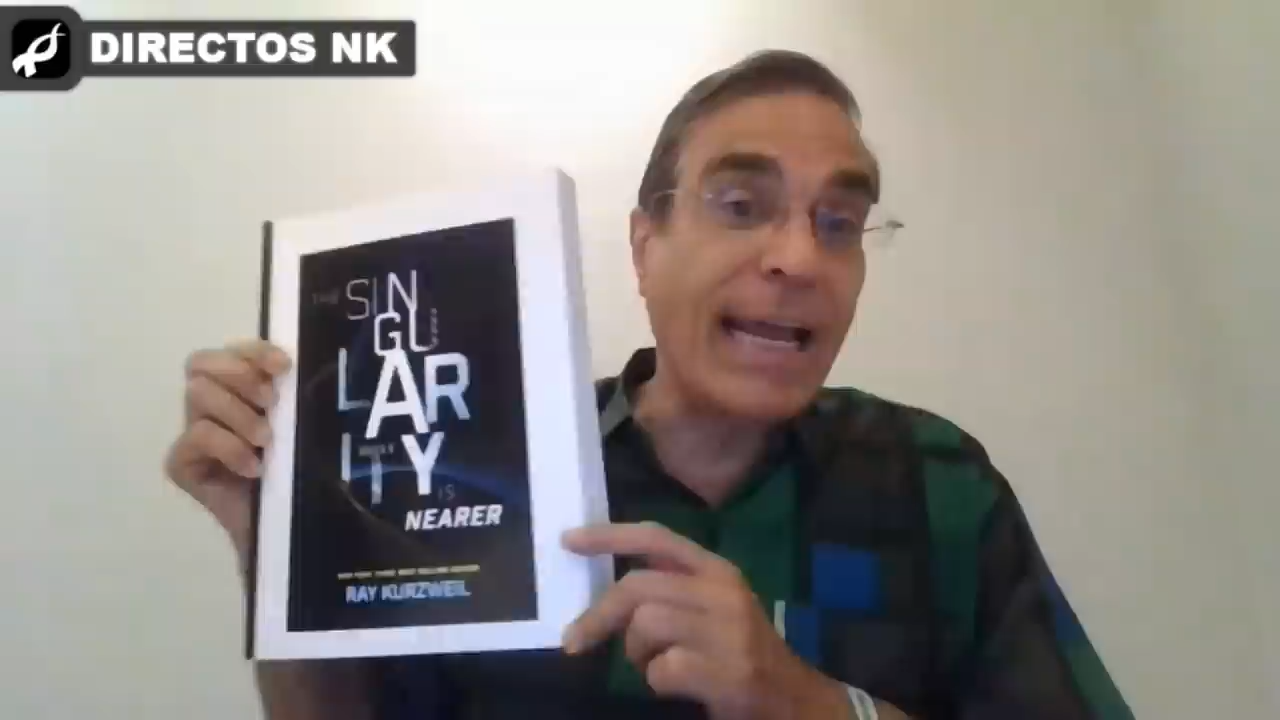 DIRECTOS NK
THE
SIN
GU
LAR
ITY
IS
NEARER
RAY KURZWEIL